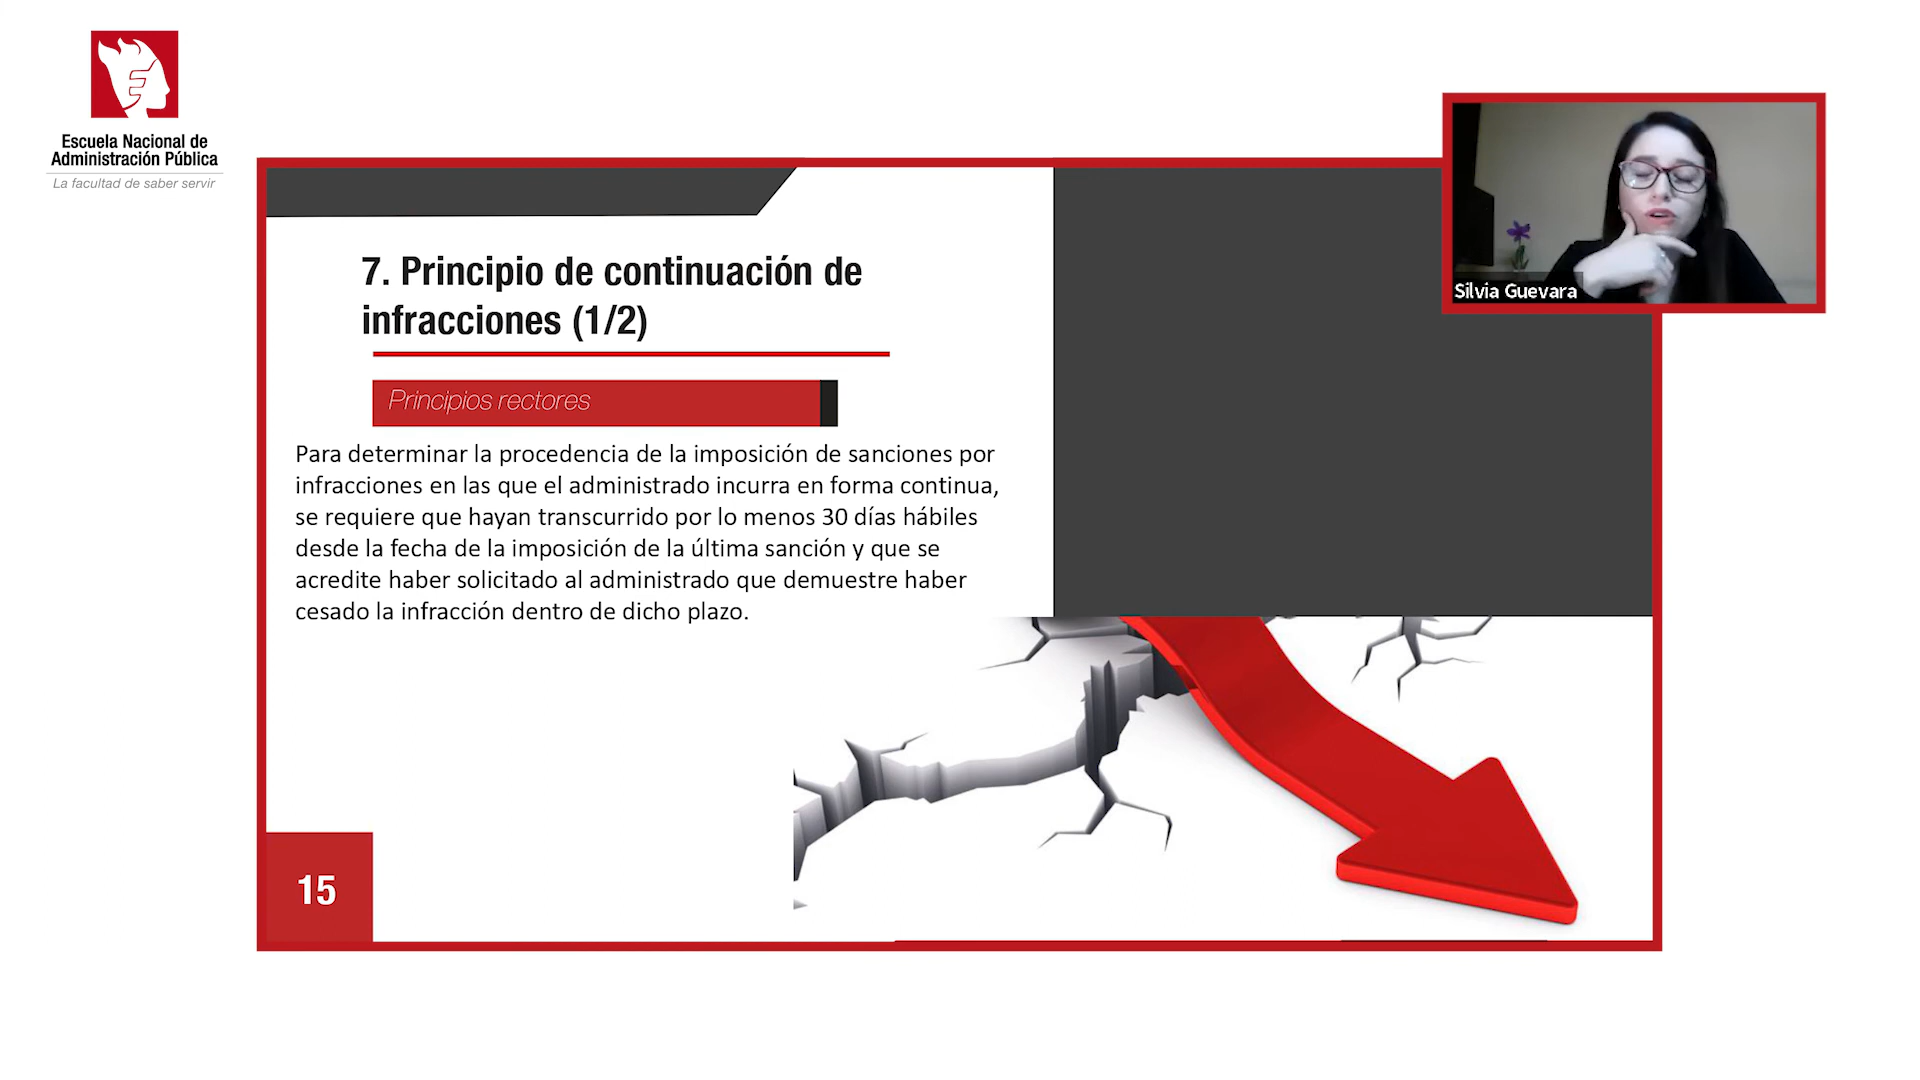 Escuela Nacional de
Administración Pública
La facultad de saber servir
Silvia Guevara
7. Principio de continuación de
infracciones (1/2)
Principios rectores
Para determinar la procedencia de la imposición de sanciones por
infracciones en las que el administrado incurra en forma continua,
se requiere que hayan transcurrido por lo menos 30 días hábiles
desde la fecha de la imposición de la última sanción y que se
acredite haber solicitado al administrado que demuestre haber
cesado la infracción dentro de dicho plazo.
15